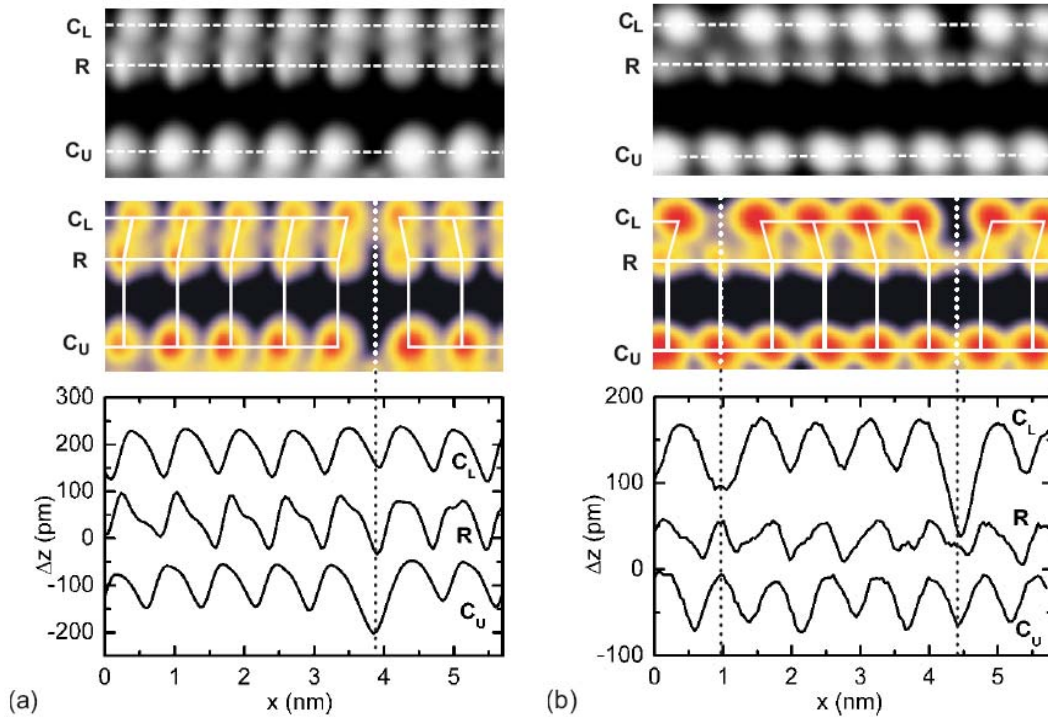 C_L
R
C_U
C_L
R
C_U
300
200
100
0
-100
-200
Δz (pm)
C_L
R
C_U
0 1 2 3 4 5
x (nm)
(a)
C_L
R
C_U
C_L
R
C_U
200
100
0
-100
Δz (pm)
C_L
R
C_U
0 1 2 3 4 5
x (nm)
(b)